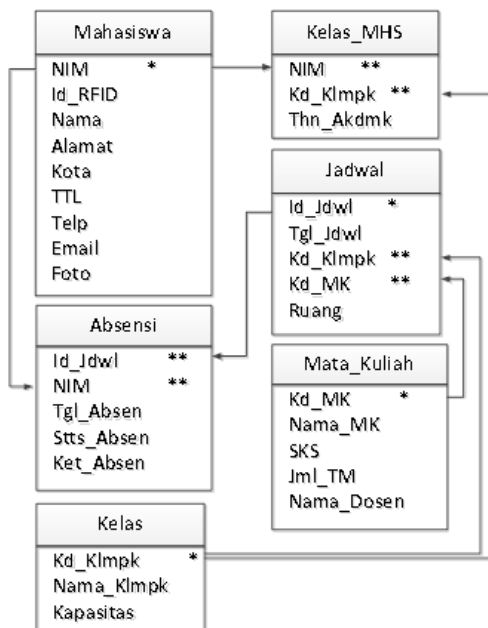 Mahasiswa
NIM *
Id_RFID
Nama
Alamat
Kota
TTL
Telp
Email
Foto
Kelas_MHS
NIM **
Kd_Klmpk **
Thn_Akdmk
Jadwal
Id_Jdwl *
Tgl_Jdwl
Kd_Klmpk **
Kd_MK **
Ruang
Absensi
Id_Jdwl **
NIM **
Tgl_Absen
Stts_Absen
Ket_Absen
Mata_Kuliah
Kd_MK *
Nama_MK
SKS
Jml_TM
Nama_Dosen
Kelas
Kd_Klmpk *
Nama_Klmpk
Kapasitas